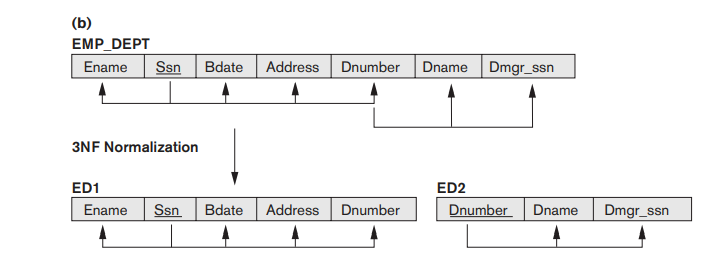 (b)
EMP_DEPT
Ename Ssn Bdate Address Dnumber Dname Dmgr_ssn
3NF Normalization
ED1
Ename Ssn Bdate Address Dnumber
ED2
Dnumber Dname Dmgr_ssn